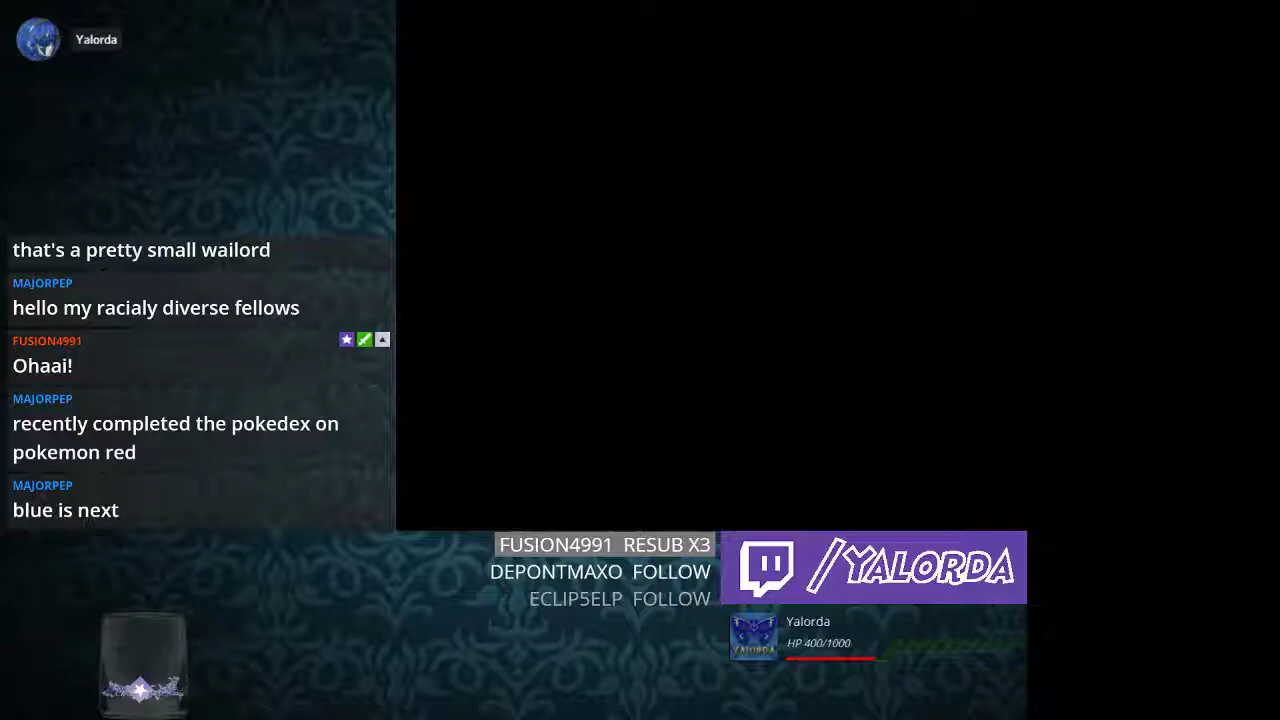 Yalorda
that's a pretty small wailord
MAJORPEP
hello my racialy diverse fellows
FUSION4991
Ohaai!
MAJORPEP
recently completed the pokedex on
pokemon red
MAJORPEP
blue is next
FUSION4991 RESUB X3
DEPONTMAXO FOLLOW
ECLIP5ELP FOLLOW
/YALORDA
Yalorda
HP 400/1000
YALORDA